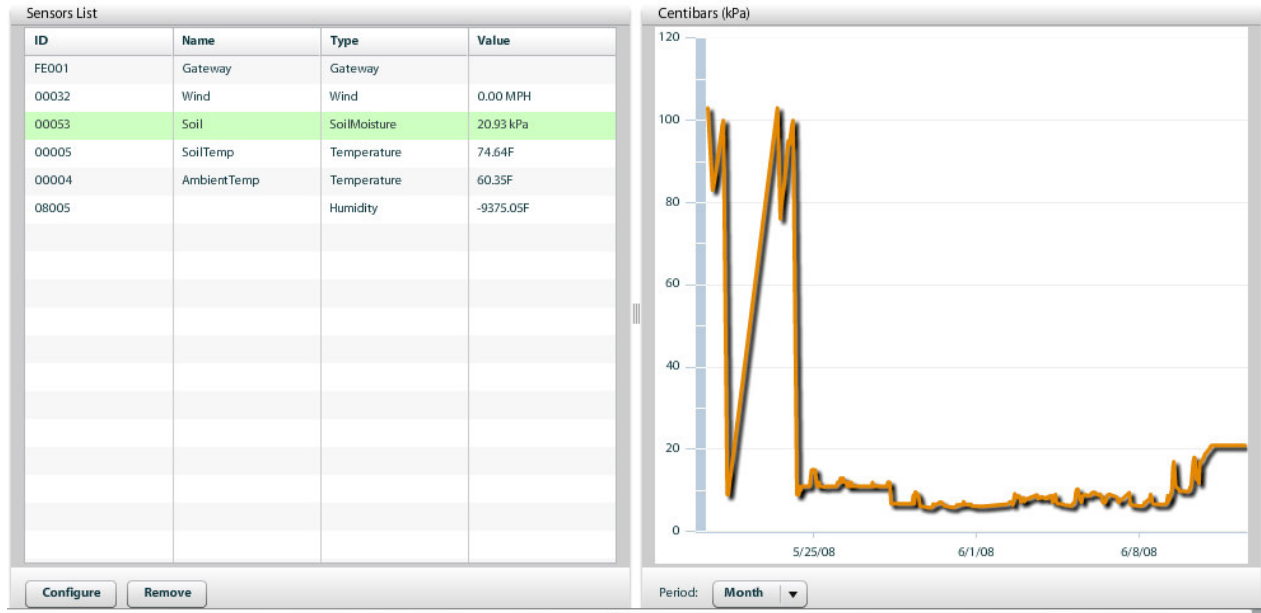 Sensors List
ID Name Type Value
FE001 Gateway Gateway
00032 Wind Wind 0.00 MPH
00053 Soil SoilMoisture 20.93 kPa
00005 SoilTemp Temperature 74.64F
00004 AmbientTemp Temperature 60.35F
08005 Humidity -9375.05F
Configure Remove
Centibars (kPa)
120
100
80
60
40
20
0
5/25/08 6/1/08 6/8/08
Period: Month